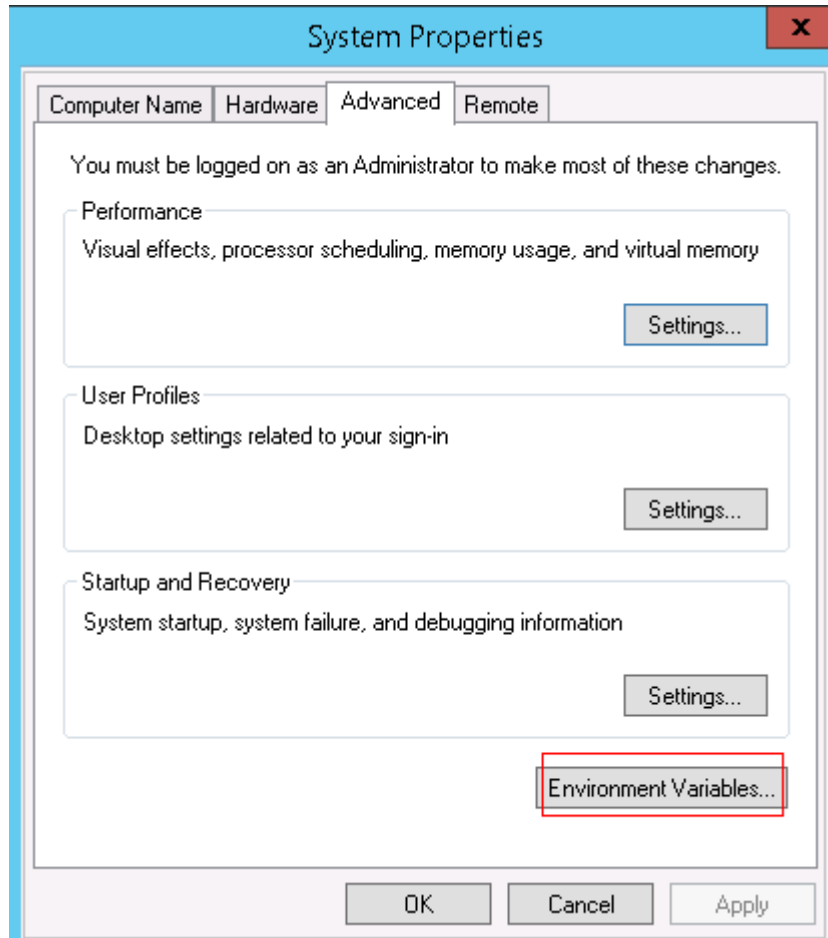 System Properties
x
Computer Name Hardware Advanced Remote
You must be logged on as an Administrator to make most of these changes.
Performance
Visual effects, processor scheduling, memory usage, and virtual memory
Settings...
User Profiles
Desktop settings related to your sign-in
Settings...
Startup and Recovery
System startup, system failure, and debugging information
Settings...
Environment Variables...
OK Cancel Apply